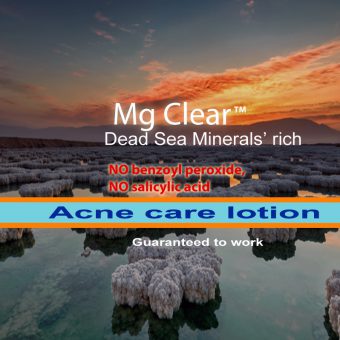 Mg Clear™
Dead Sea Minerals' rich
NO benzoyl peroxide,
NO salicylic acid
Acne care lotion
Guaranteed to work